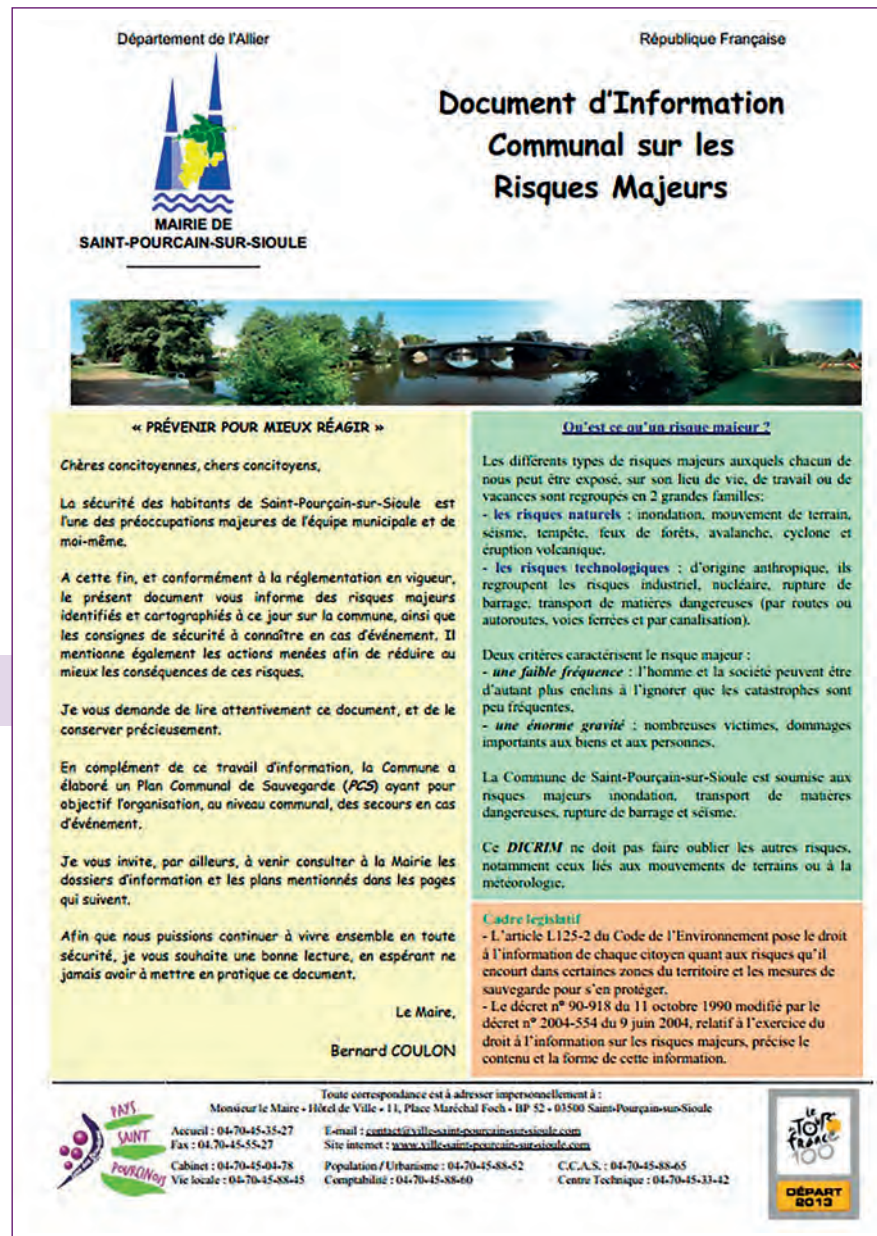 Département de l'Allier
République Française
Document d'Information
Communal sur les
Risques Majeurs
MAIRIE DE
SAINT-POURCAIN-SUR-SIOULE
« PRÉVENIR POUR MIEUX RÉAGIR »
Chères concitoyennes, chers concitoyens,
La sécurité des habitants de Saint-Pourçain-sur-Sioule est
l'une des préoccupations majeures de l'équipe municipale et de
moi-même.
A cette fin, et conformément à la réglementation en vigueur,
le présent document vous informe des risques majeurs
identifiés et cartographiés à ce jour sur la commune, ainsi que
les consignes de sécurité à connaître en cas d'événement. Il
mentionne également les actions menées afin de réduire au
mieux les conséquences de ces risques.
Je vous demande de lire attentivement ce document, et de le
conserver précieusement.
En complément de ce travail d'information, la Commune a
élaboré un Plan Communal de Sauvegarde (PCS) ayant pour
objectif l'organisation, au niveau communal, des secours en cas
d'événement.
Je vous invite, par ailleurs, à venir consulter à la Mairie les
dossiers d'information et les plans mentionnés dans les pages
qui suivent.
Afin que nous puissions continuer à vivre ensemble en toute
sécurité, je vous souhaite une bonne lecture, en espérant ne
jamais avoir à mettre en pratique ce document.
Le Maire,
Bernard COULON
Qu'est ce qu'un risque majeur ?
Les différents types de risques majeurs auxquels chacun de
nous peut être exposé, sur son lieu de vie, de travail ou de
vacances sont regroupés en 2 grandes familles:
- les risques naturels : inondation, mouvement de terrain,
séisme, tempête, feux de forêts, avalanche, cyclone et
éruption volcanique.
- les risques technologiques : d'origine anthropique, ils
regroupent les risques industriel, nucléaire, rupture de
barrage, transport de matières dangereuses (par routes ou
autoroutes, voies ferrées et par canalisation).
Deux critères caractérisent le risque majeur :
- une faible fréquence : l'homme et la société peuvent être
d'autant plus enclins à l'ignorer que les catastrophes sont
peu fréquentes.
- une énorme gravité : nombreuses victimes, dommages
importants aux biens et aux personnes.
La Commune de Saint-Pourçain-sur-Sioule est soumise aux
risques majeurs inondation, transport de matières
dangereuses, rupture de barrage et séisme.
Ce DICRIM ne doit pas faire oublier les autres risques,
notamment ceux liés aux mouvements de terrains ou à la
météorologie.
Cadre legislatif
- L'article L125-2 du Code de l'Environnement pose le droit
à l'information de chaque citoyen quant aux risques qu'il
encourt dans certaines zones du territoire et les mesures de
sauvegarde pour s'en protéger.
- Le décret n° 90-918 du 11 octobre 1990 modifié par le
décret n° 2004-554 du 9 juin 2004, relatif à l'exercice du
droit à l'information sur les risques majeurs, précise le
contenu et la forme de cette information.
Toute correspondance est à adresser impersonnellement à :
Monsieur le Maire - Hôtel de Ville - 11, Place Maréchal Foch - BP 52 - 03500 Saint-Pourçain-sur-Sioule
Accueil : 04-70-45-35-27 E-mail : contact@ville-saint-pourcain-sur-sioule.com
Fax : 04.70-45-55-27 Site internet : www.ville-saint-pourcain-sur-sioule.com
Cabinet : 04-70-45-04-78 Population / Urbanisme : 04-70-45-88-52 C.C.A.S. : 04-70-45-88-65
Vie locale : 04-70-45-88-45 Comptabilité : 04-70-45-88-60 Centre Technique : 04-70-45-33-42
PAYS
SAINT
POURCINOIS
LE
TOUR
DE
FRANCE
100
DÉPART
2013